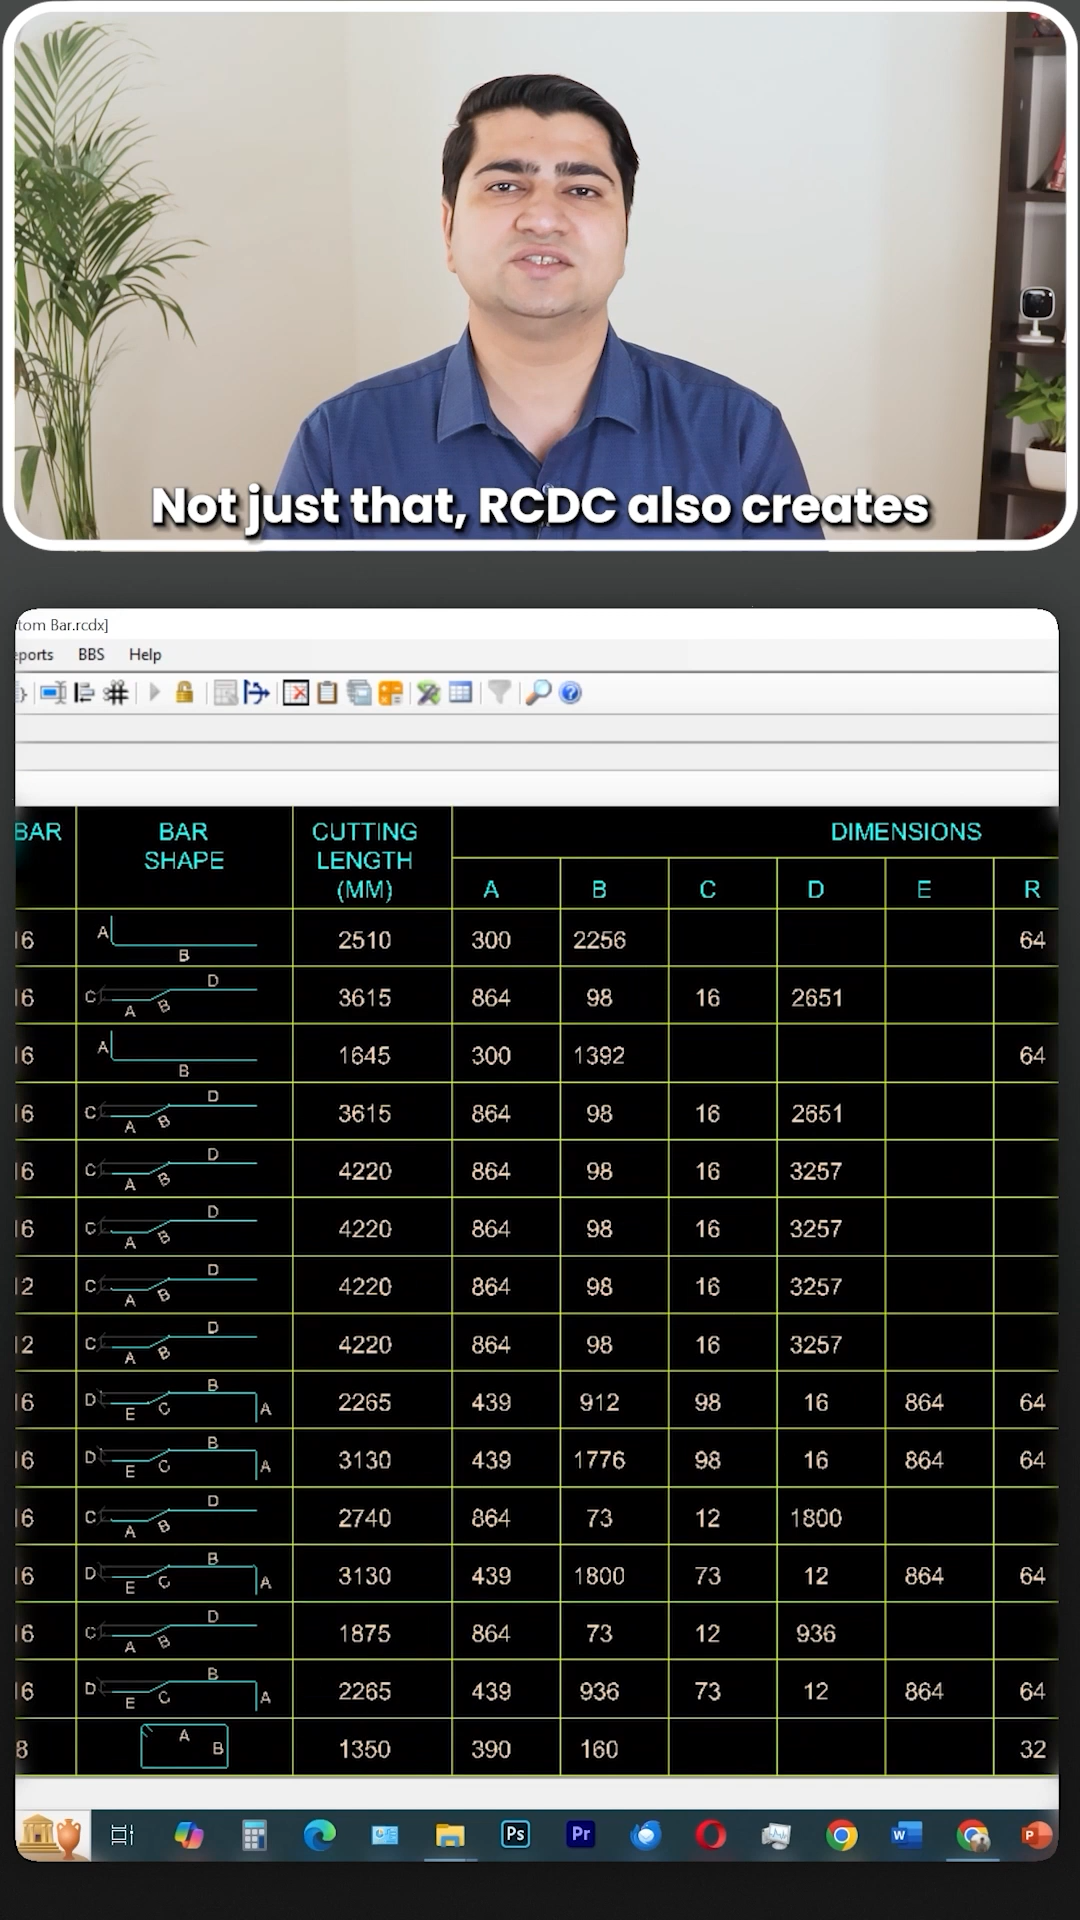 Not just that, RCDC also creates
tom Bar.rcdx]
ports BBS Help
BAR BAR SHAPE CUTTING LENGTH (MM) DIMENSIONS
A B C D E R
16 A B 2510 300 2256 64
16 C A B D 3615 864 98 16 2651
16 A B 1645 300 1392 64
16 C A B D 3615 864 98 16 2651
16 C A B D 4220 864 98 16 3257
16 C A B D 4220 864 98 16 3257
12 C A B D 4220 864 98 16 3257
12 C A B D 4220 864 98 16 3257
16 D E C B A 2265 439 912 98 16 864 64
16 D E C B A 3130 439 1776 98 16 864 64
16 C A B D 2740 864 73 12 1800
16 D E C B A 3130 439 1800 73 12 864 64
16 C A B D 1875 864 73 12 936
16 D E C B A 2265 439 936 73 12 864 64
8 A B 1350 390 160 32
Ps Pr W P